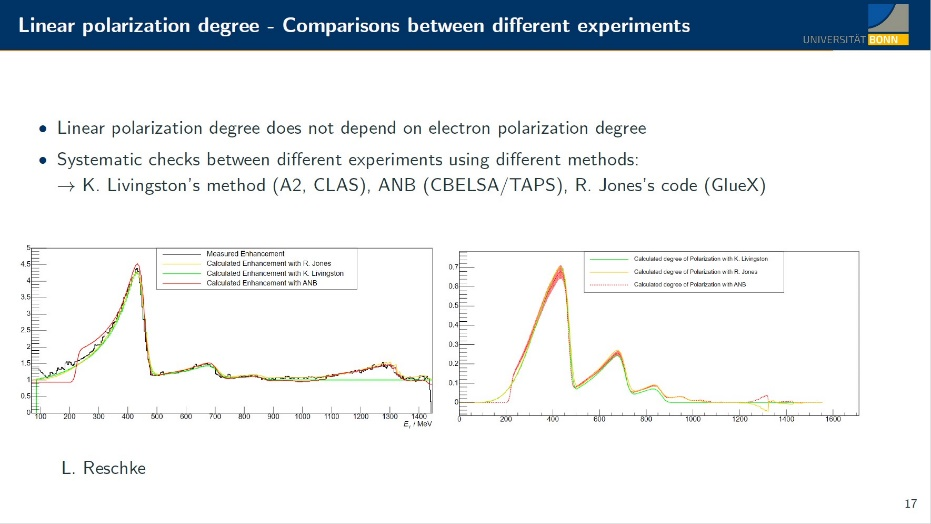 Linear polarization degree - Comparisons between different experiments
UNIVERSITÄT BONN
• Linear polarization degree does not depend on electron polarization degree
• Systematic checks between different experiments using different methods:
→ K. Livingston's method (A2, CLAS), ANB (CBELSA/TAPS), R. Jones's code (GlueX)
Measured Enhancement
Calculated Enhancement with R. Jones
Calculated Enhancement with K. Livingston
Calculated Enhancement with ANB
5
4.5
4
3.5
3
2.5
2
1.5
1
0.5
0
100 200 300 400 500 600 700 800 900 1000 1100 1200 1300 1400
Eγ / MeV
Calculated degree of Polarization with K. Livingston
Calculated degree of Polarization with R. Jones
Calculated degree of Polarization with ANB
0.7
0.6
0.5
0.4
0.3
0.2
0.1
0
0 200 400 600 800 1000 1200 1400 1600
L. Reschke
17